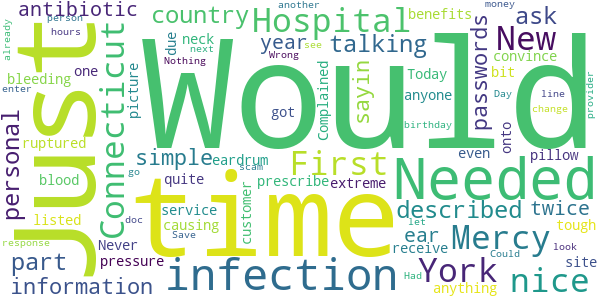 Would
Just
time
Needed
infection
Hospital
Connecticut
First
York
Mercy
New
nice
antibiotic
country
talking
year
ask
benefits
passwords
personal
information
part
simple
described
twice
sayin
another
money
already
person
hours
see
neck
next
due
one
bleeding
picture
Nothing
Wrong
got
Complained
Today
anyone
convince
bit
Day
line
enter
change
provider
birthday
ruptured
blood
listed
eardrum
go
scam
prescribe
even
onto
pillow
quite
extreme
customer
service
causing
doc
Save
Never
pressure
response
ear
receive
let
Had
Could
anything
look
site
tough